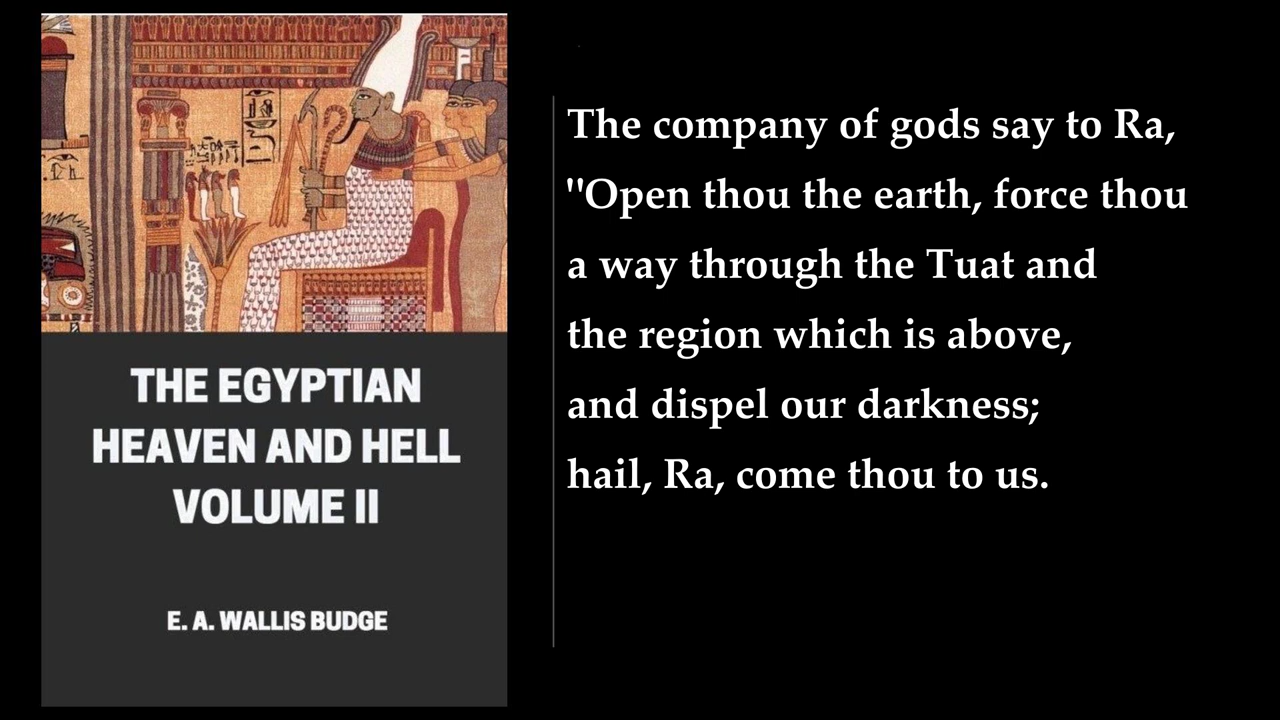 THE EGYPTIAN
HEAVEN AND HELL
VOLUME II
E. A. WALLIS BUDGE
The company of gods say to Ra,
"Open thou the earth, force thou
a way through the Tuat and
the region which is above,
and dispel our darkness;
hail, Ra, come thou to us.